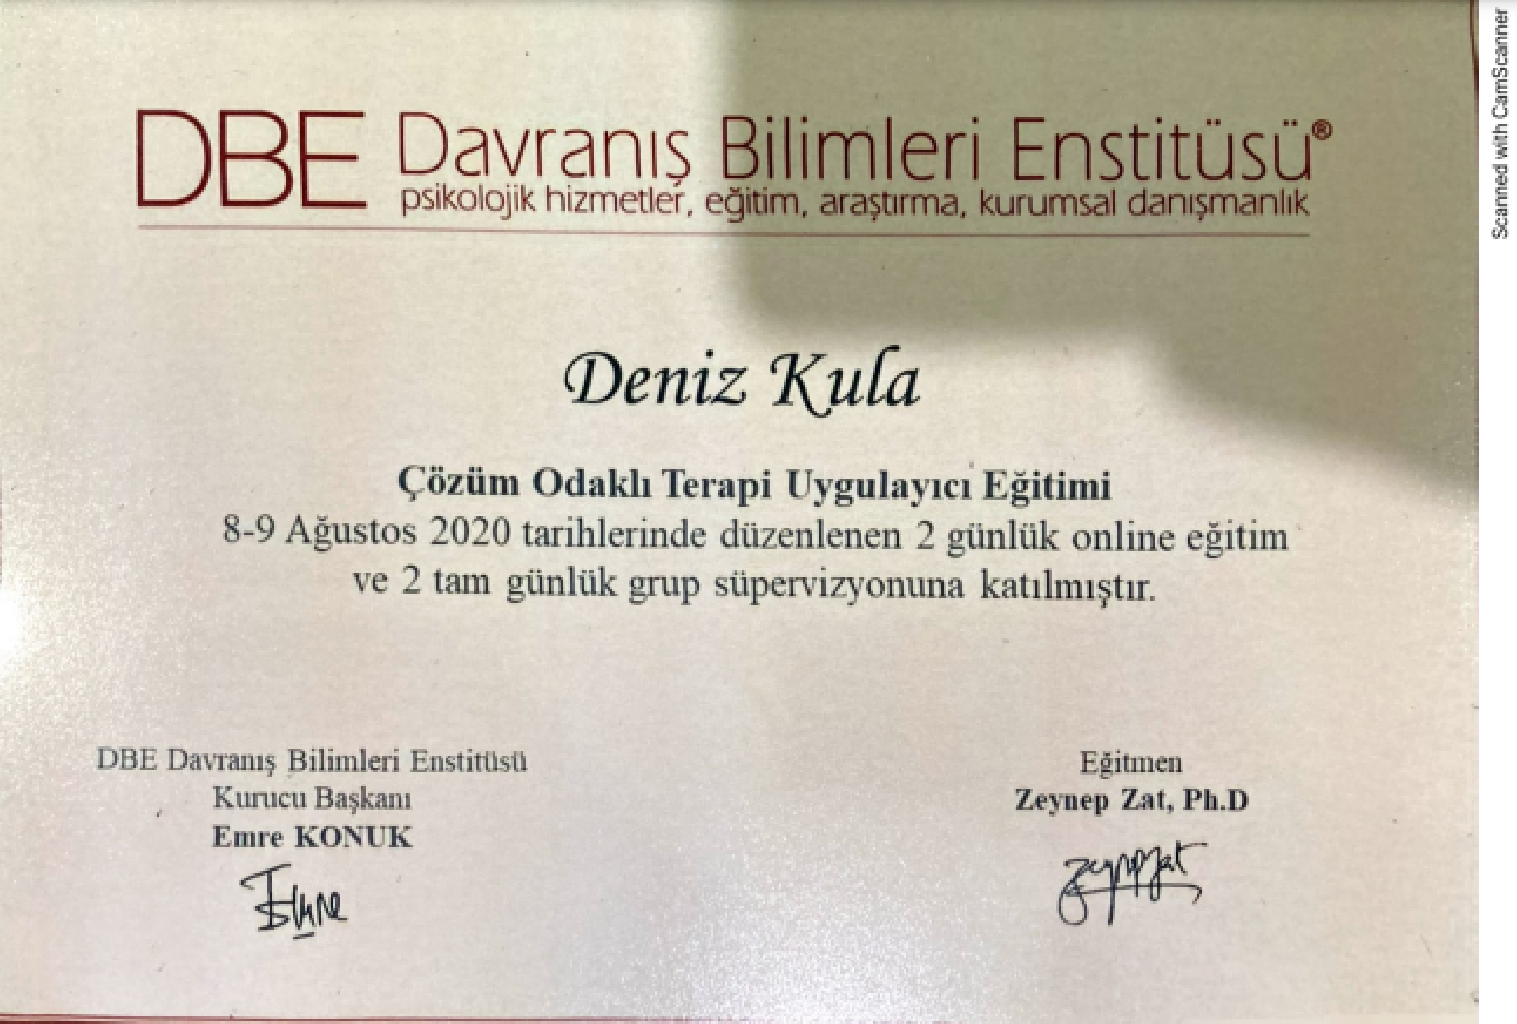 DBE Davranış Bilimleri Enstitüsü®
psikolojik hizmetler, eğitim, araştırma, kurumsal danışmanlık
Deniz Kula
Çözüm Odaklı Terapi Uygulayıcı Eğitimi
8-9 Ağustos 2020 tarihlerinde düzenlenen 2 günlük online eğitim
ve 2 tam günlük grup süpervizyonuna katılmıştır.
DBE Davranış Bilimleri Enstitüsü
Kurucu Başkanı
Emre KONUK
Emre
Eğitmen
Zeynep Zat, Ph.D
zeynepzat
Scanned with CamScanner